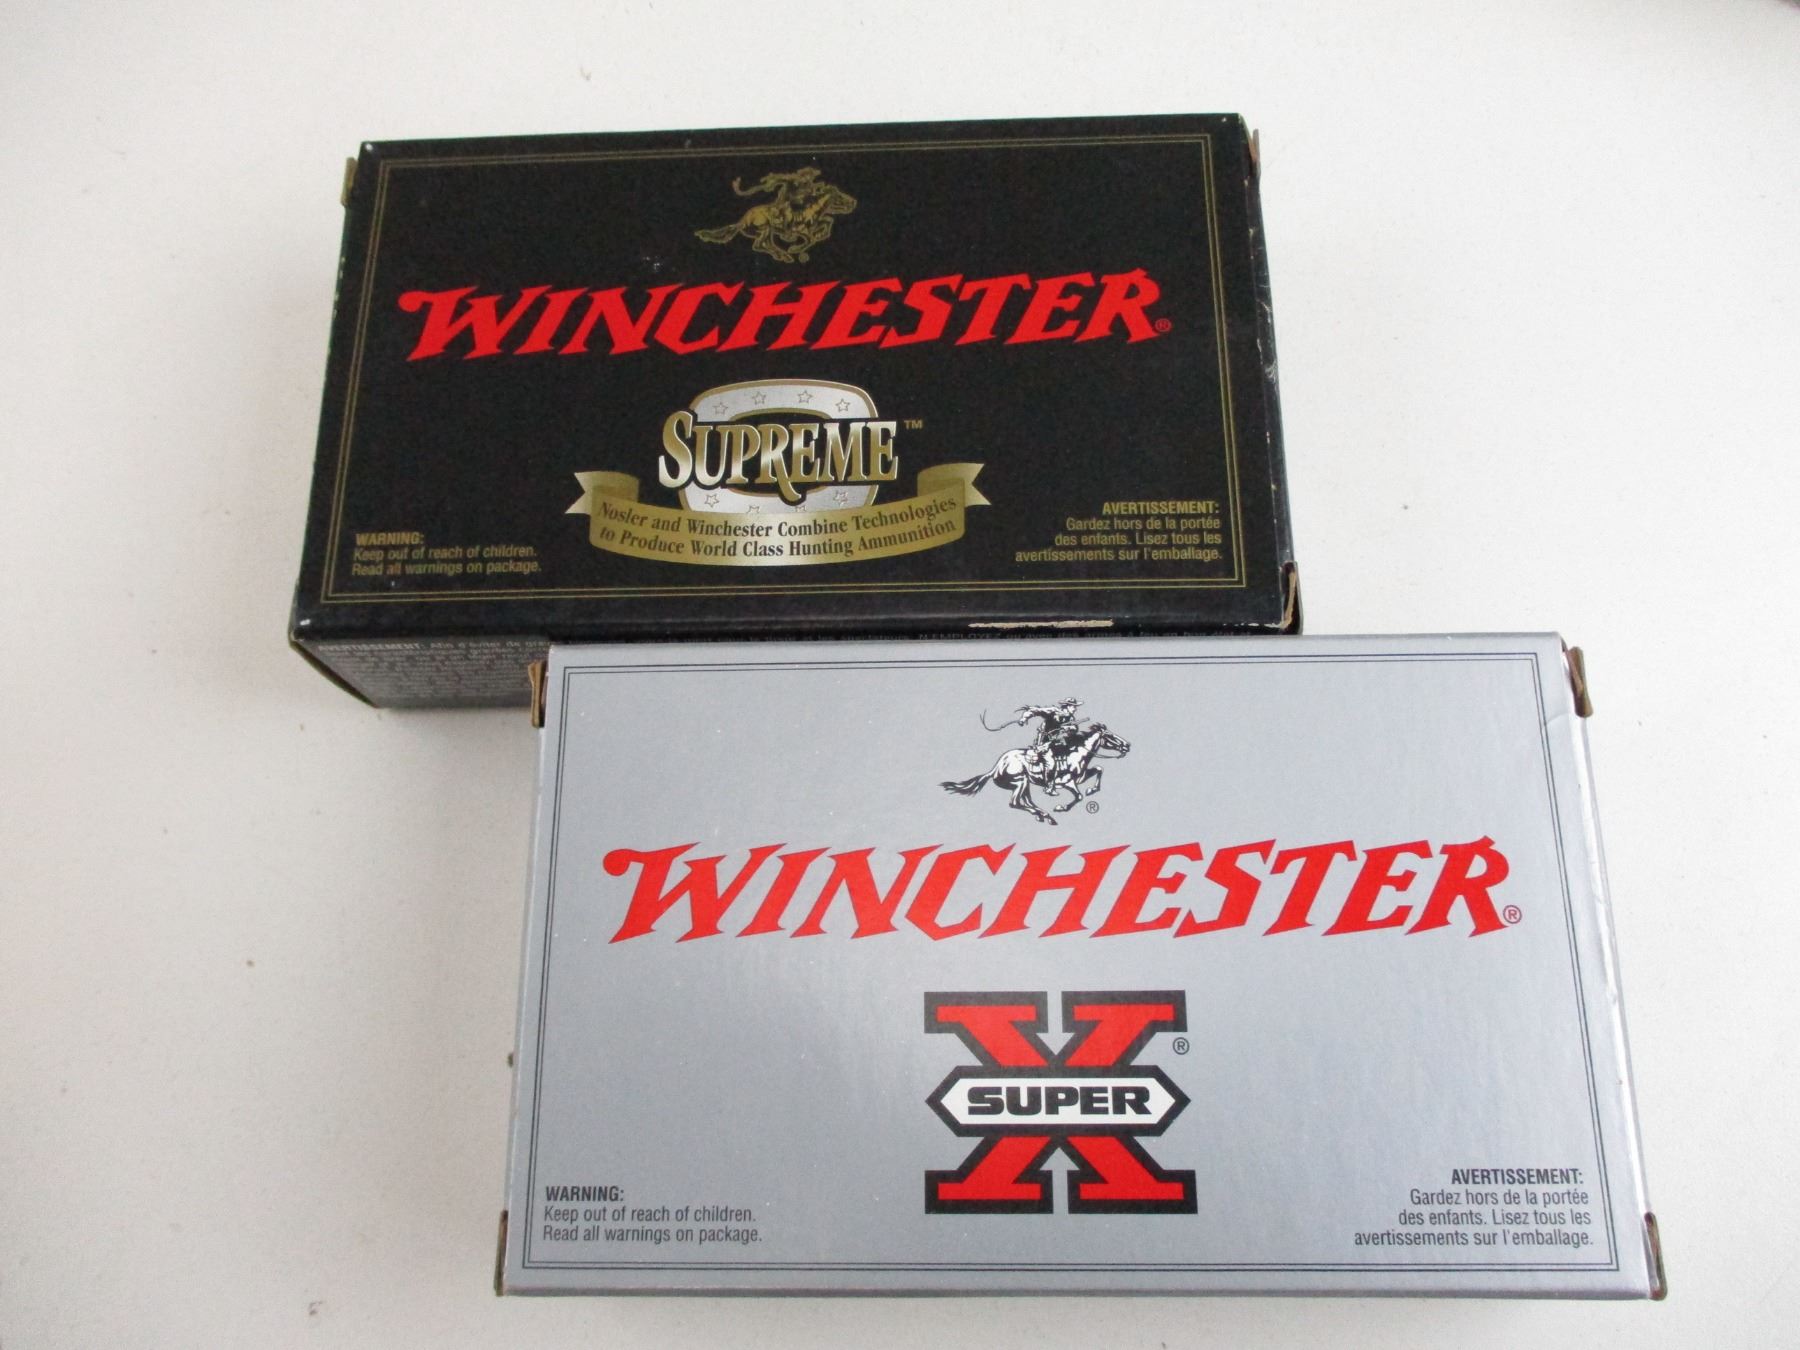 WINCHESTER®
SUPREME™
Nosler and Winchester Combine Technologies
to Produce World Class Hunting Ammunition
WARNING:
Keep out of reach of children.
Read all warnings on package.
AVERTISSEMENT:
Gardez hors de la portée
des enfants. Lisez tous les
avertissements sur l'emballage.
AVERTISSEMENT:
®
WINCHESTER®
X®
SUPER
WARNING:
Keep out of reach of children.
Read all warnings on package.
AVERTISSEMENT:
Gardez hors de la portée
des enfants. Lisez tous les
avertissements sur l'emballage.